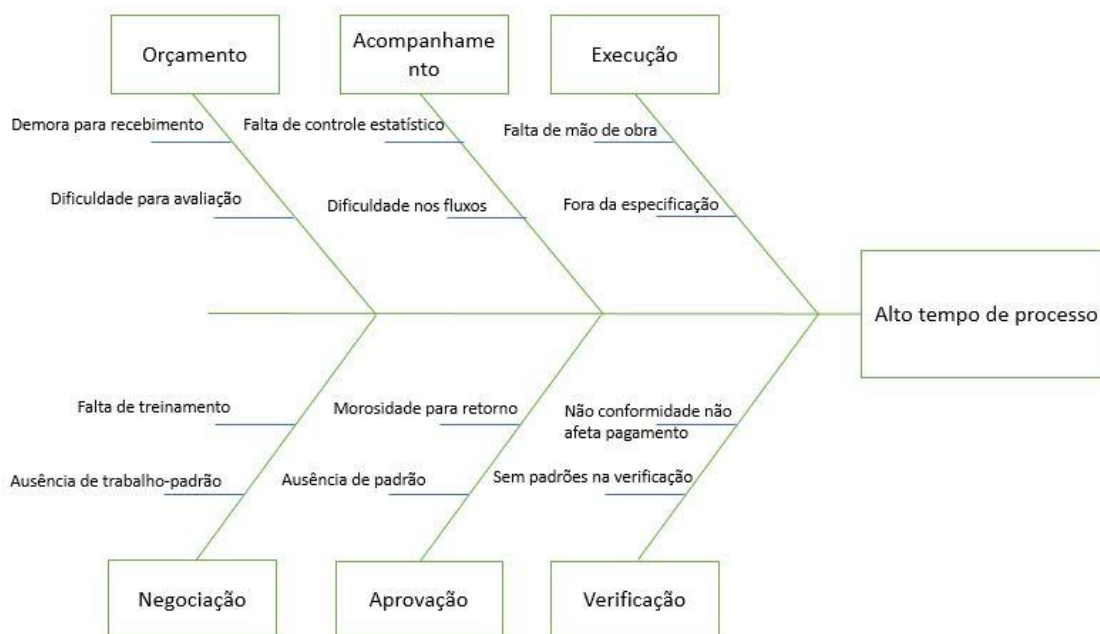 Orçamento
Acompanhame
nto
Execução
Demora para recebimento
Falta de controle estatístico
Falta de mão de obra
Dificuldade para avaliação
Dificuldade nos fluxos
Fora da especificação
Alto tempo de processo
Falta de treinamento
Morosidade para retorno
Não conformidade não
afeta pagamento
Ausência de trabalho-padrão
Ausência de padrão
Sem padrões na verificação
Negociação
Aprovação
Verificação